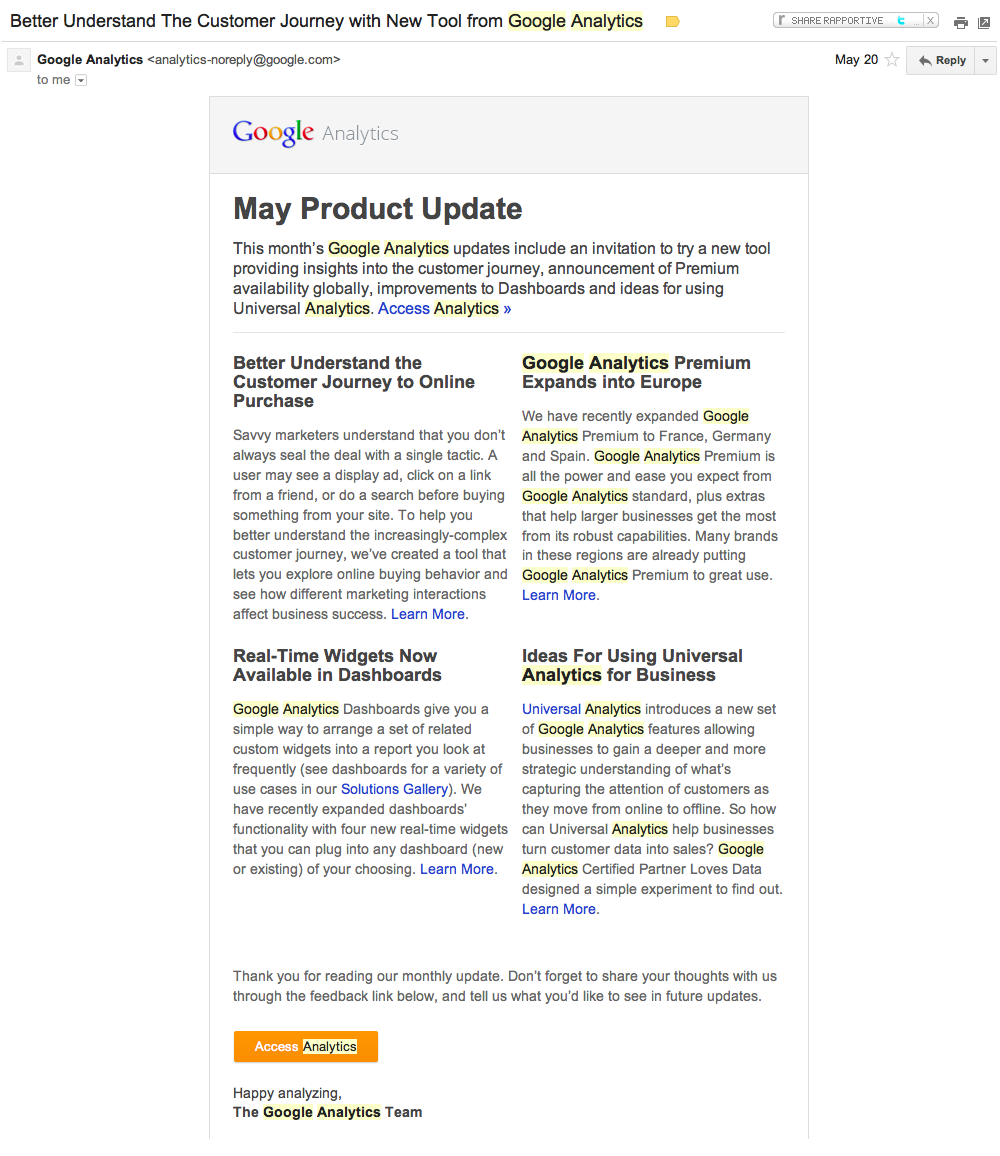 Better Understand The Customer Journey with New Tool from Google Analytics
SHARE RAPPORTIVE ... X
Google Analytics <analytics-noreply@google.com>
May 20
Reply
to me
Google Analytics
May Product Update
This month's Google Analytics updates include an invitation to try a new tool
providing insights into the customer journey, announcement of Premium
availability globally, improvements to Dashboards and ideas for using
Universal Analytics. Access Analytics »
Better Understand the
Customer Journey to Online
Purchase
Savvy marketers understand that you don't
always seal the deal with a single tactic. A
user may see a display ad, click on a link
from a friend, or do a search before buying
something from your site. To help you
better understand the increasingly-complex
customer journey, we've created a tool that
lets you explore online buying behavior and
see how different marketing interactions
affect business success. Learn More.
Google Analytics Premium
Expands into Europe
We have recently expanded Google
Analytics Premium to France, Germany
and Spain. Google Analytics Premium is
all the power and ease you expect from
Google Analytics standard, plus extras
that help larger businesses get the most
from its robust capabilities. Many brands
in these regions are already putting
Google Analytics Premium to great use.
Learn More.
Real-Time Widgets Now
Available in Dashboards
Google Analytics Dashboards give you a
simple way to arrange a set of related
custom widgets into a report you look at
frequently (see dashboards for a variety of
use cases in our Solutions Gallery). We
have recently expanded dashboards'
functionality with four new real-time widgets
that you can plug into any dashboard (new
or existing) of your choosing. Learn More.
Ideas For Using Universal
Analytics for Business
Universal Analytics introduces a new set
of Google Analytics features allowing
businesses to gain a deeper and more
strategic understanding of what's
capturing the attention of customers as
they move from online to offline. So how
can Universal Analytics help businesses
turn customer data into sales? Google
Analytics Certified Partner Loves Data
designed a simple experiment to find out.
Learn More.
Thank you for reading our monthly update. Don't forget to share your thoughts with us
through the feedback link below, and tell us what you'd like to see in future updates.
Access Analytics
Happy analyzing,
The Google Analytics Team